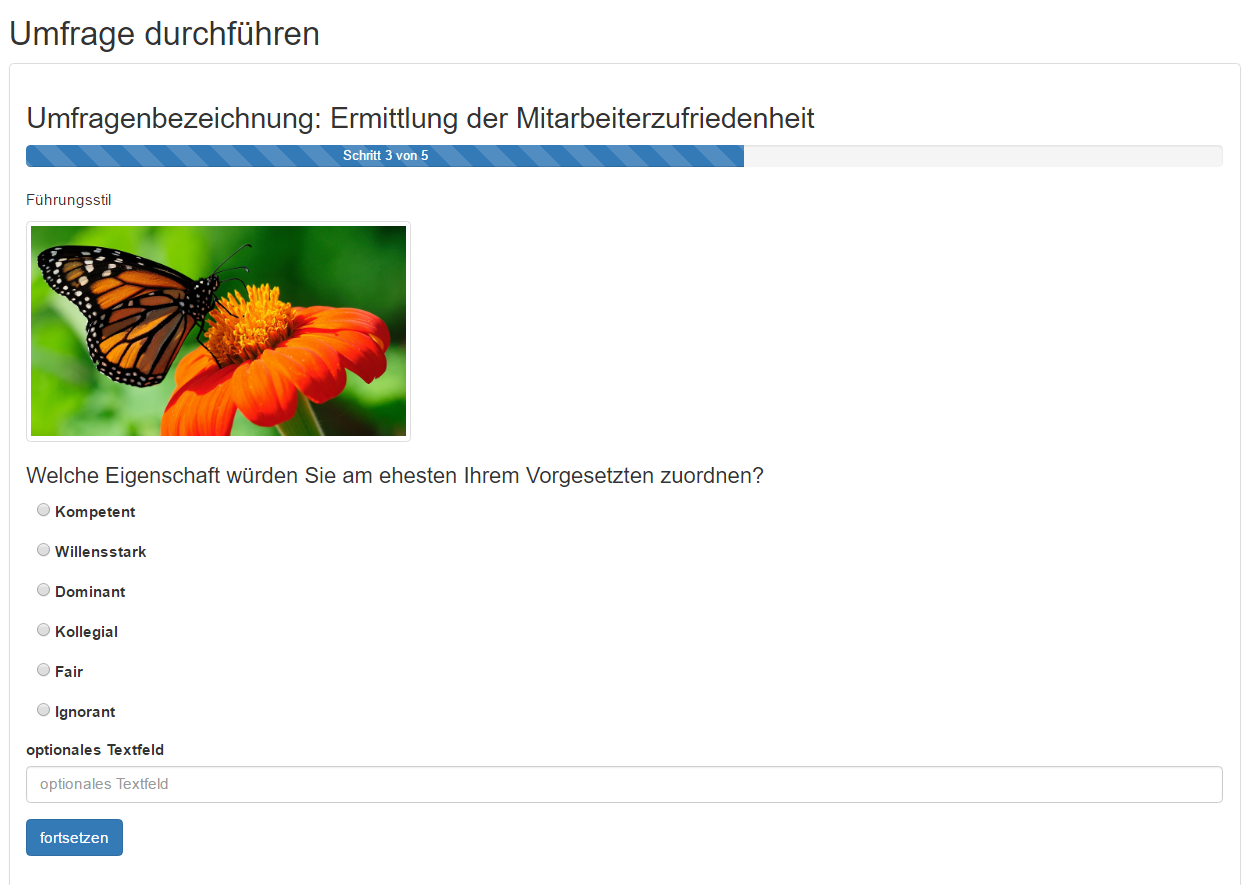 Umfrage durchführen
Umfragenbezeichnung: Ermittlung der Mitarbeiterzufriedenheit
Schritt 3 von 5
Führungsstil
Welche Eigenschaft würden Sie am ehesten Ihrem Vorgesetzten zuordnen?
Kompetent
Willensstark
Dominant
Kollegial
Fair
Ignorant
optionales Textfeld
optionales Textfeld
fortsetzen